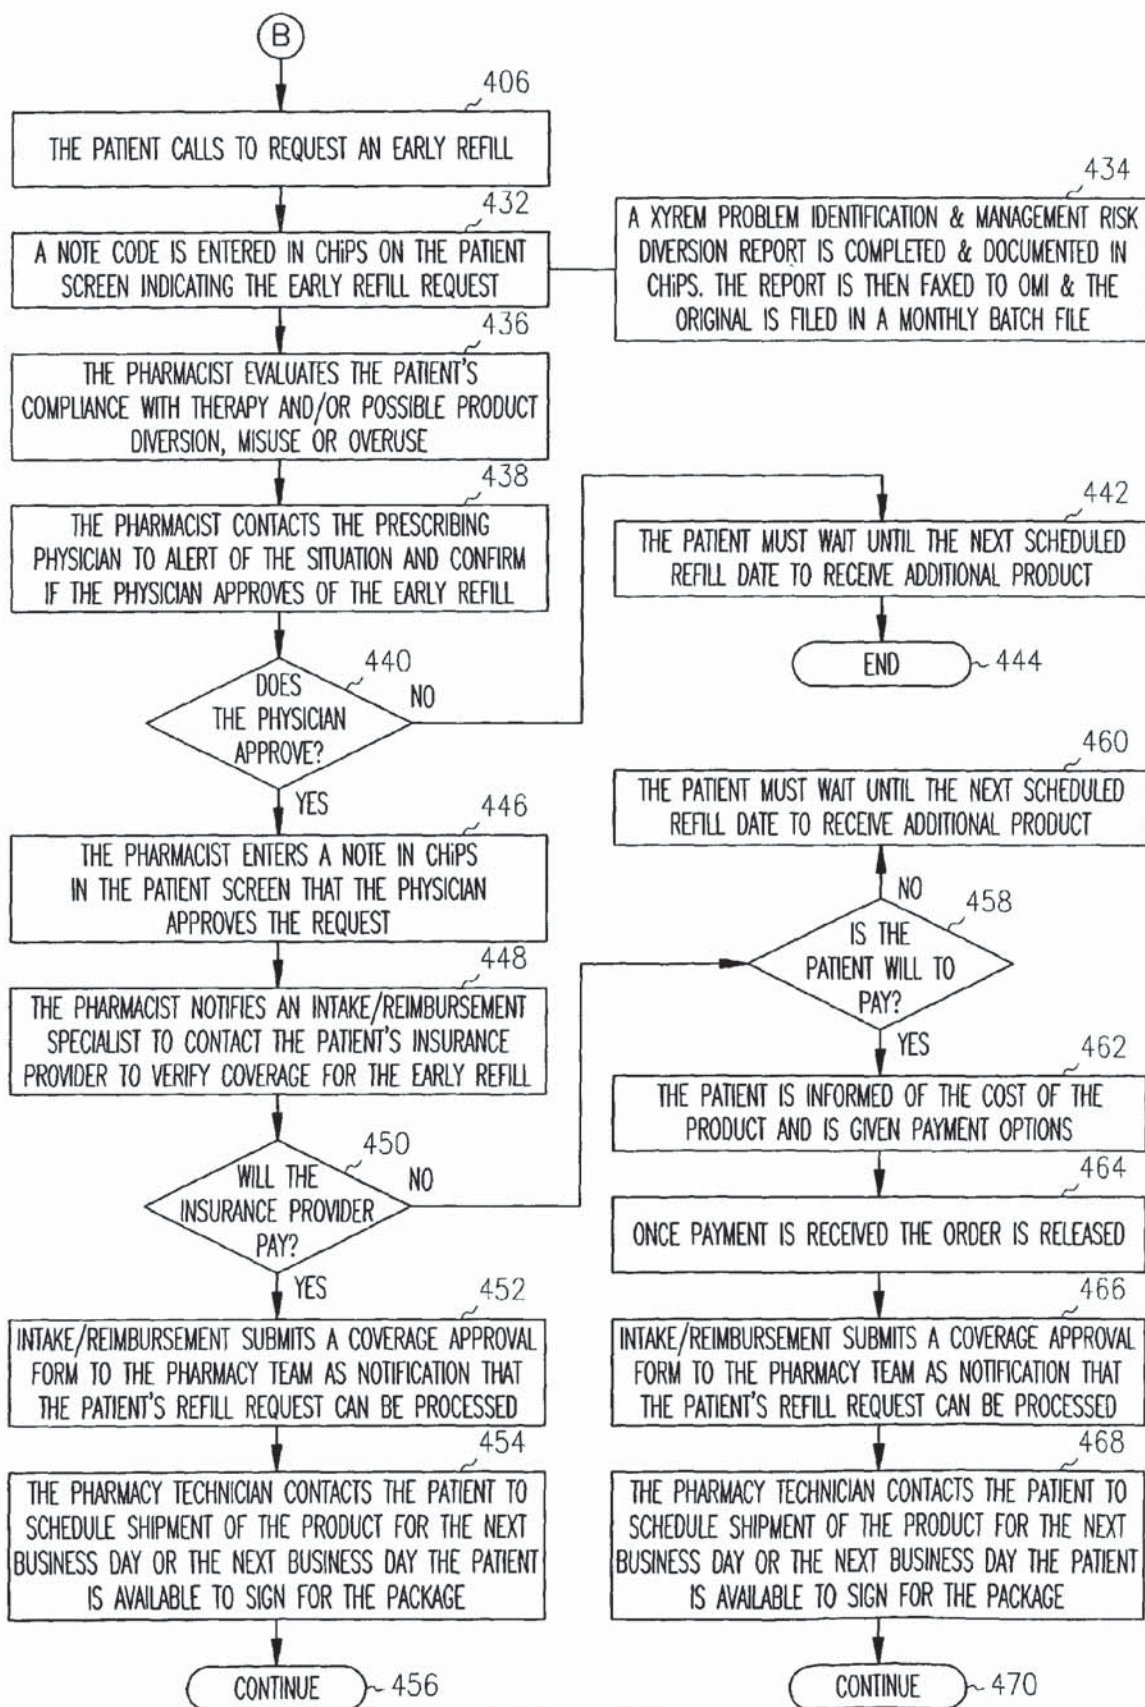 B
406
THE PATIENT CALLS TO REQUEST AN EARLY REFILL
432
A NOTE CODE IS ENTERED IN CHiPS ON THE PATIENT
SCREEN INDICATING THE EARLY REFILL REQUEST
434
A XYREM PROBLEM IDENTIFICATION & MANAGEMENT RISK
DIVERSION REPORT IS COMPLETED & DOCUMENTED IN
CHiPS. THE REPORT IS THEN FAXED TO OMI & THE
ORIGINAL IS FILED IN A MONTHLY BATCH FILE
436
THE PHARMACIST EVALUATES THE PATIENT'S
COMPLIANCE WITH THERAPY AND/OR POSSIBLE PRODUCT
DIVERSION, MISUSE OR OVERUSE
438
THE PHARMACIST CONTACTS THE PRESCRIBING
PHYSICIAN TO ALERT OF THE SITUATION AND CONFIRM
IF THE PHYSICIAN APPROVES OF THE EARLY REFILL
440
DOES
THE PHYSICIAN
APPROVE?
NO
YES
442
THE PATIENT MUST WAIT UNTIL THE NEXT SCHEDULED
REFILL DATE TO RECEIVE ADDITIONAL PRODUCT
END
444
446
THE PHARMACIST ENTERS A NOTE IN CHiPS
IN THE PATIENT SCREEN THAT THE PHYSICIAN
APPROVES THE REQUEST
448
THE PHARMACIST NOTIFIES AN INTAKE/REIMBURSEMENT
SPECIALIST TO CONTACT THE PATIENT'S INSURANCE
PROVIDER TO VERIFY COVERAGE FOR THE EARLY REFILL
450
WILL THE
INSURANCE PROVIDER
PAY?
NO
YES
452
INTAKE/REIMBURSEMENT SUBMITS A COVERAGE APPROVAL
FORM TO THE PHARMACY TEAM AS NOTIFICATION THAT
THE PATIENT'S REFILL REQUEST CAN BE PROCESSED
454
THE PHARMACY TECHNICIAN CONTACTS THE PATIENT TO
SCHEDULE SHIPMENT OF THE PRODUCT FOR THE NEXT
BUSINESS DAY OR THE NEXT BUSINESS DAY THE PATIENT
IS AVAILABLE TO SIGN FOR THE PACKAGE
CONTINUE
456
460
THE PATIENT MUST WAIT UNTIL THE NEXT SCHEDULED
REFILL DATE TO RECEIVE ADDITIONAL PRODUCT
NO
458
IS THE
PATIENT WILL TO
PAY?
YES
462
THE PATIENT IS INFORMED OF THE COST OF THE
PRODUCT AND IS GIVEN PAYMENT OPTIONS
464
ONCE PAYMENT IS RECEIVED THE ORDER IS RELEASED
466
INTAKE/REIMBURSEMENT SUBMITS A COVERAGE APPROVAL
FORM TO THE PHARMACY TEAM AS NOTIFICATION THAT
THE PATIENT'S REFILL REQUEST CAN BE PROCESSED
468
THE PHARMACY TECHNICIAN CONTACTS THE PATIENT TO
SCHEDULE SHIPMENT OF THE PRODUCT FOR THE NEXT
BUSINESS DAY OR THE NEXT BUSINESS DAY THE PATIENT
IS AVAILABLE TO SIGN FOR THE PACKAGE
CONTINUE
470